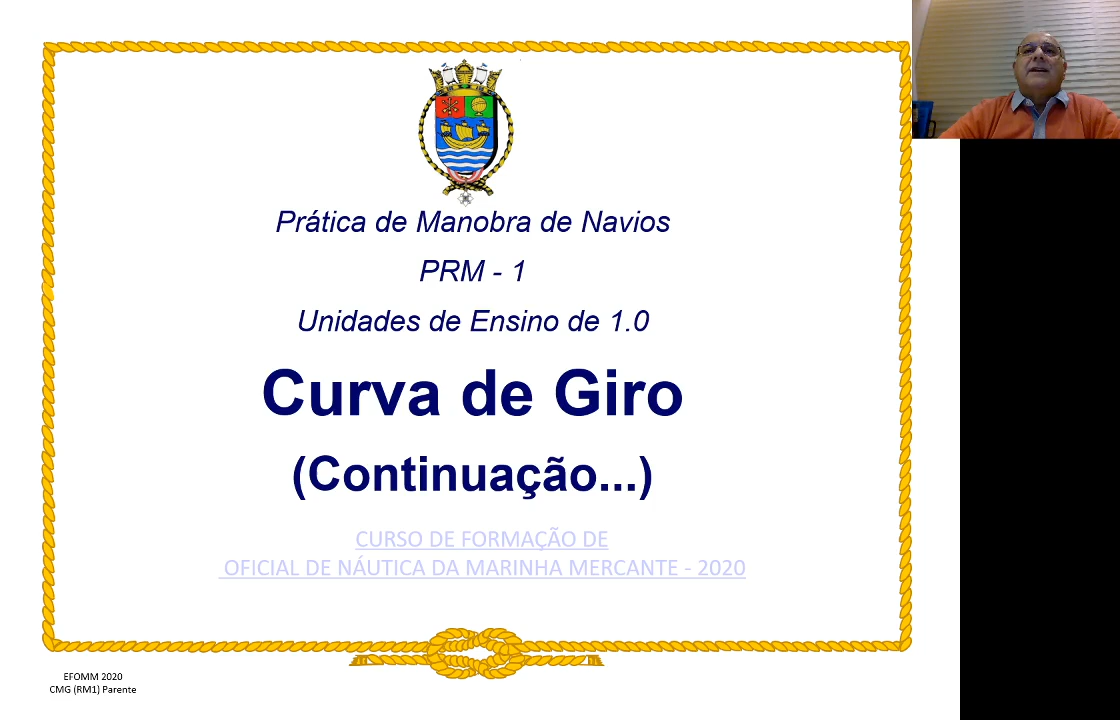 Prática de Manobra de Navios
PRM - 1
Unidades de Ensino de 1.0
Curva de Giro
(Continuação...)
CURSO DE FORMAÇÃO DE
OFICIAL DE NÁUTICA DA MARINHA MERCANTE - 2020
EFOMM 2020
CMG (RM1) Parente